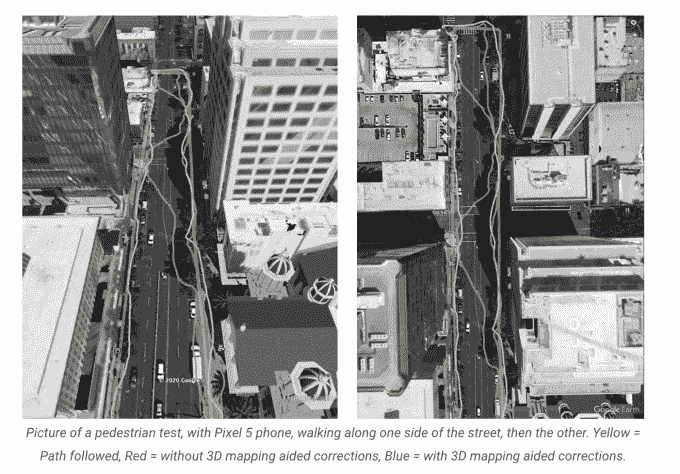 © 2020 Google
Google Earth
Picture of a pedestrian test, with Pixel 5 phone, walking along one side of the street, then the other. Yellow =
Path followed, Red = without 3D mapping aided corrections, Blue = with 3D mapping aided corrections.